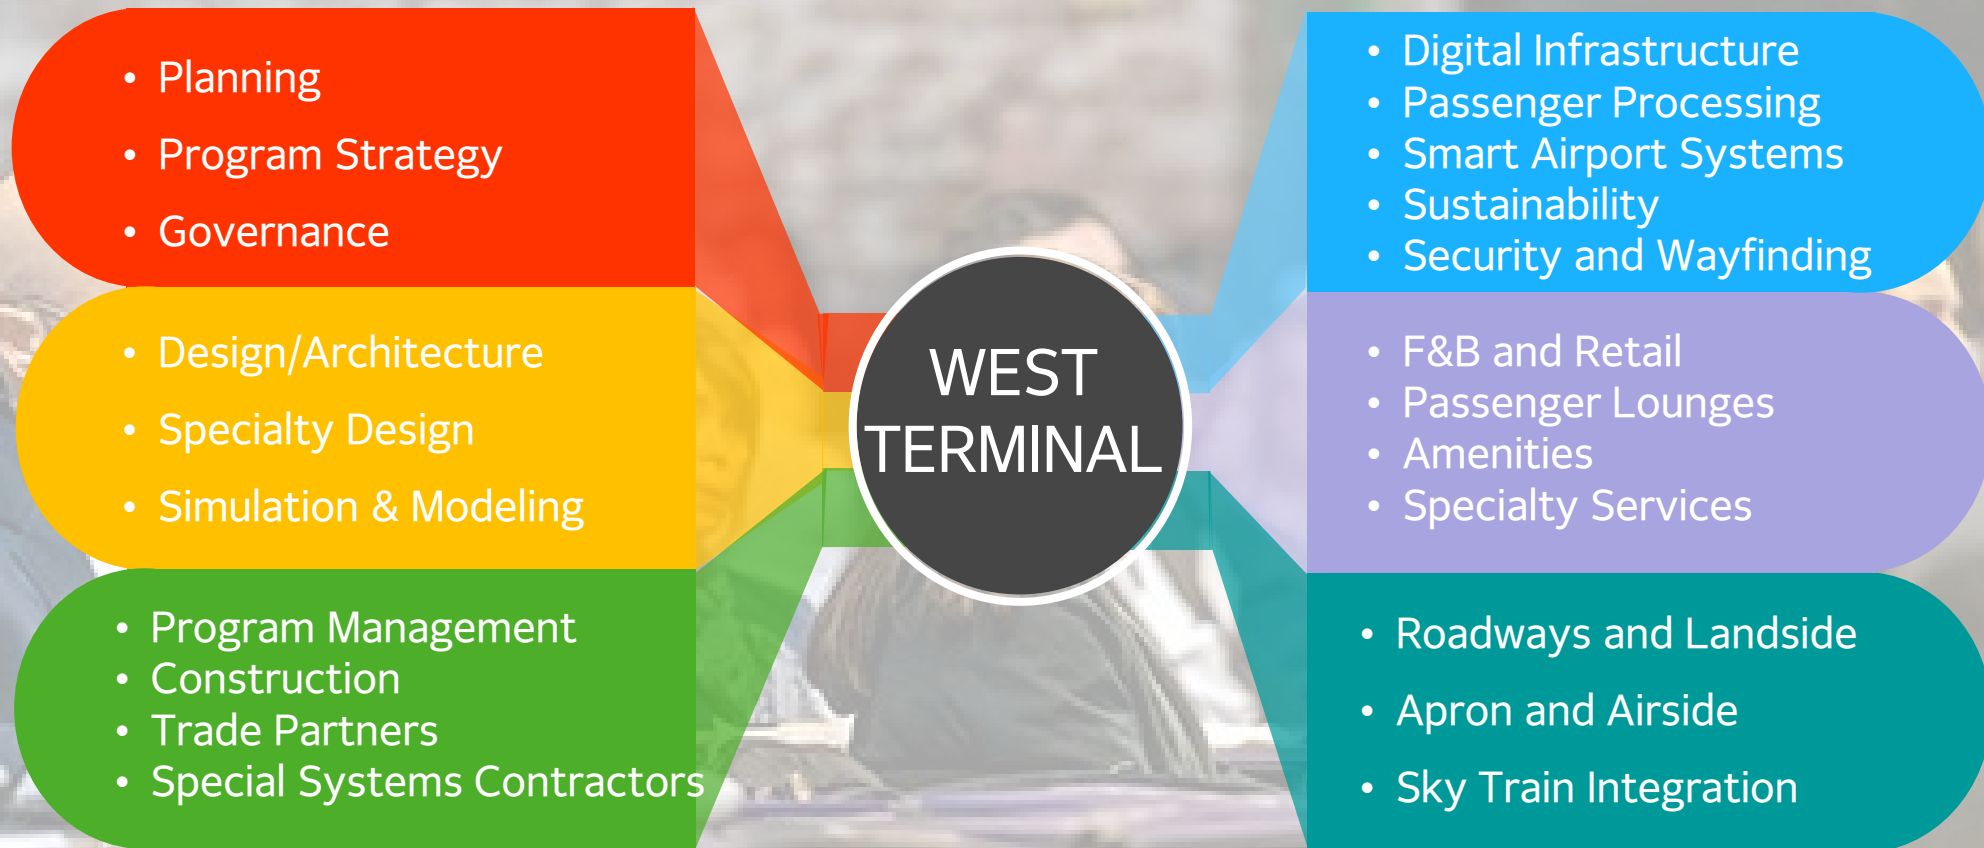 • Planning
• Program Strategy
• Governance
• Design/Architecture
• Specialty Design
• Simulation & Modeling
• Program Management
• Construction
• Trade Partners
• Special Systems Contractors
WEST
TERMINAL
• Digital Infrastructure
• Passenger Processing
• Smart Airport Systems
• Sustainability
• Security and Wayfinding
• F&B and Retail
• Passenger Lounges
• Amenities
• Specialty Services
• Roadways and Landside
• Apron and Airside
• Sky Train Integration